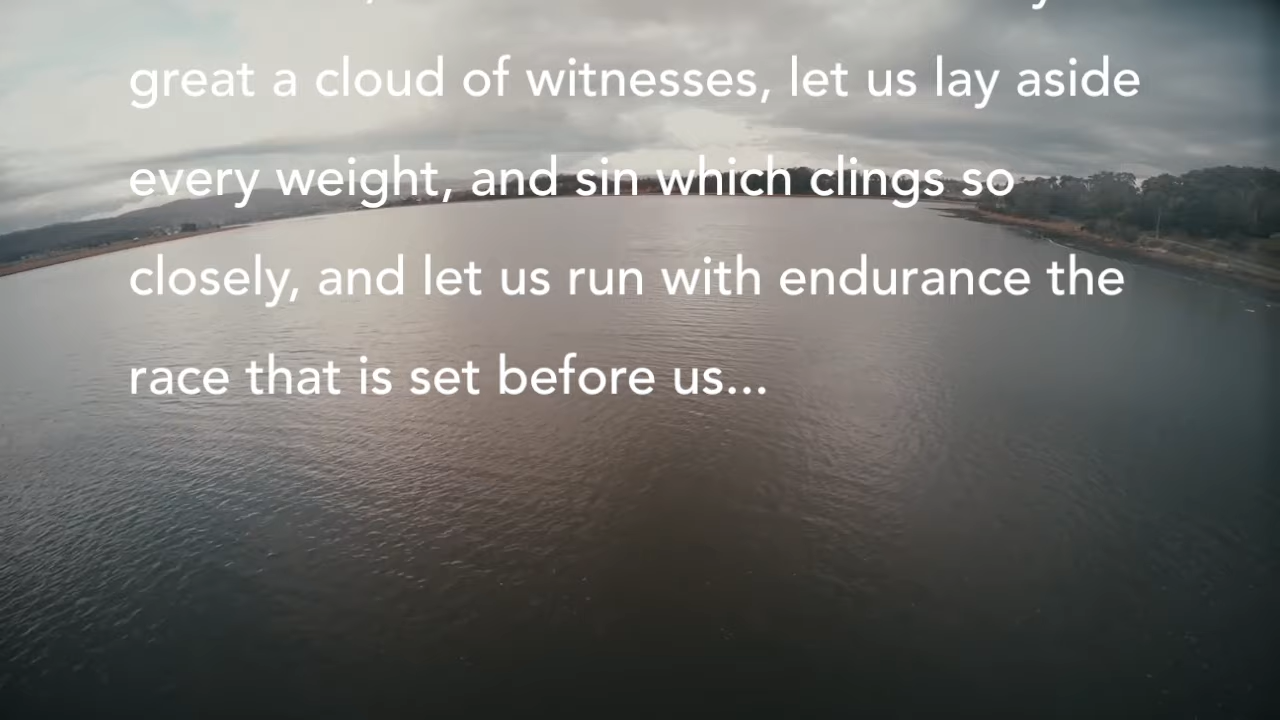 great a cloud of witnesses, let us lay aside
every weight, and sin which clings so
closely, and let us run with endurance the
race that is set before us...